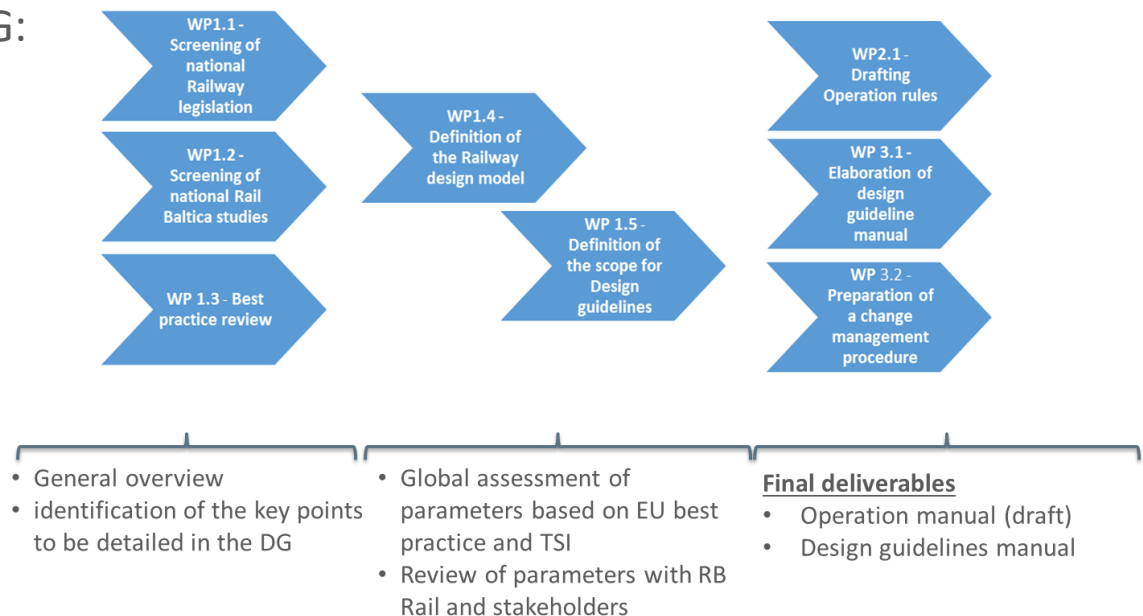 G:
WP1.1 -
Screening of
national
Railway
legislation
WP1.2 -
Screening of
national Rail
Baltica studies
WP 1.3 - Best
practice review
WP1.4 -
Definition of
the Railway
design model
WP 1.5 -
Definition of
the scope for
Design
guidelines
WP2.1 -
Drafting
Operation rules
WP 3.1 -
Elaboration of
design
guideline
manual
WP 3.2 -
Preparation of
a change
management
procedure
• General overview
• identification of the key points
to be detailed in the DG
• Global assessment of
parameters based on EU best
practice and TSI
• Review of parameters with RB
Rail and stakeholders
Final deliverables
• Operation manual (draft)
• Design guidelines manual